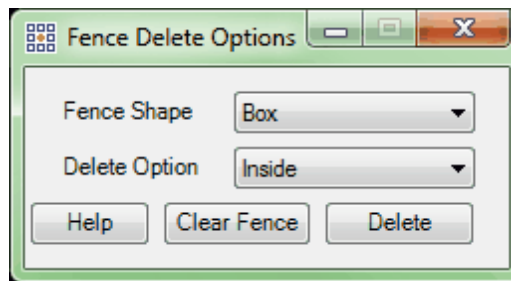 Fence Delete Options
Fence Shape Box
Delete Option Inside
Help Clear Fence Delete